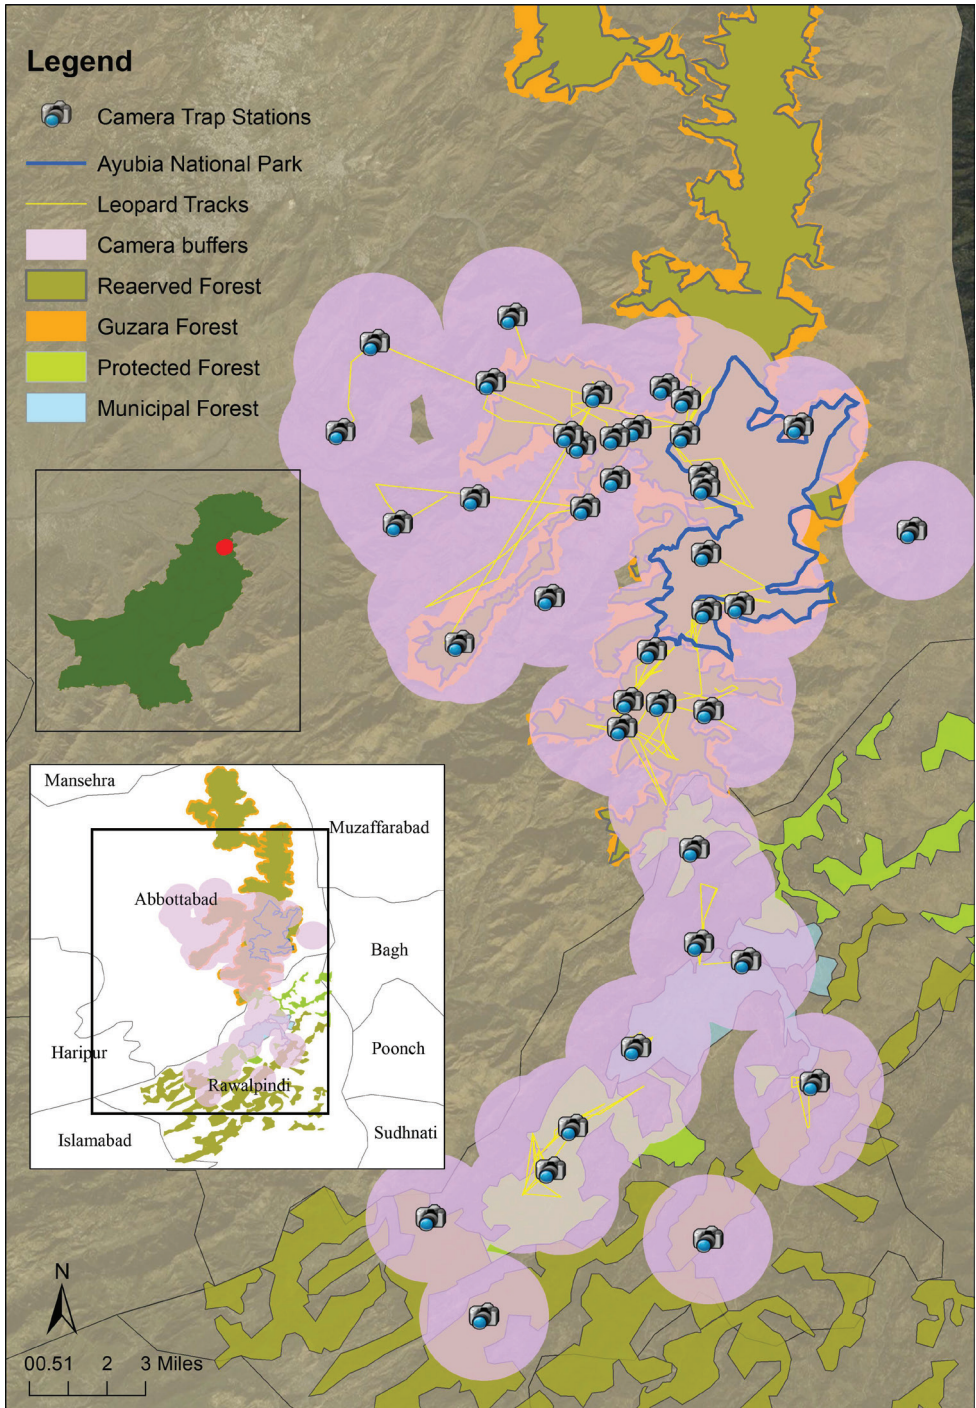 Legend
Camera Trap Stations
Ayubia National Park
Leopard Tracks
Camera buffers
Reaerved Forest
Guzara Forest
Protected Forest
Municipal Forest
Mansehra
Muzaffarabad
Abbottabad
Bagh
Haripur
Poonch
Rawalpindi
Islamabad
Sudhnati
N
00.51 2 3 Miles